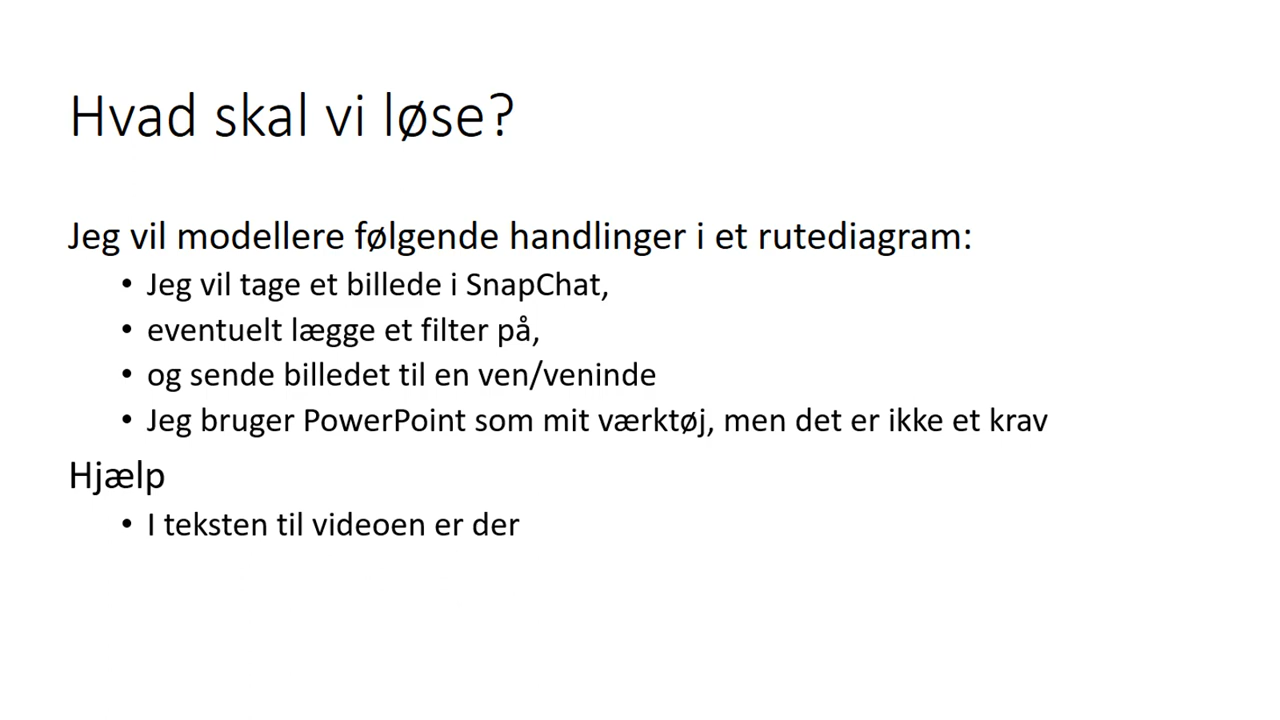 Hvad skal vi løse?
Jeg vil modellere følgende handlinger i et rutediagram:
• Jeg vil tage et billede i SnapChat,
• eventuelt lægge et filter på,
• og sende billedet til en ven/veninde
• Jeg bruger PowerPoint som mit værktøj, men det er ikke et krav
Hjælp
• I teksten til videoen er der